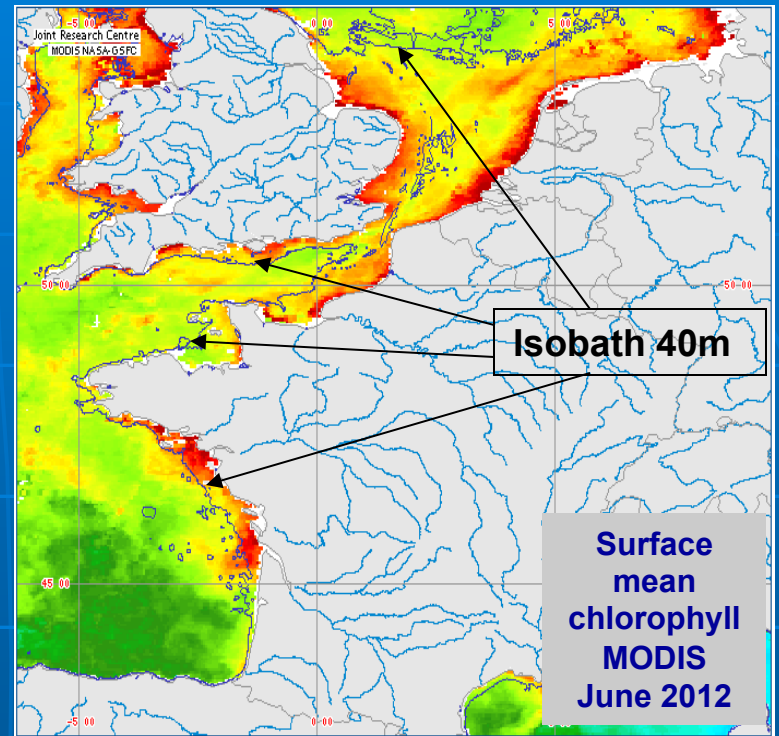 -5 00
0 00
5 00
Joint Research Centre
MODIS NASA-GSFC
50 00
50 00
Isobath 40m
Surface
mean
chlorophyll
MODIS
June 2012
45 00
-5 00
0 00